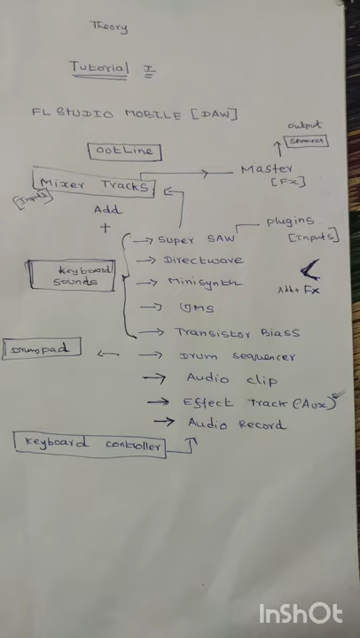 Theory
Tutorial I
FL STUDIO MOBILE [DAW]
output
OOtLine
Master
[Fx]
Mixer Tracks
[Inputs]
Add
+
plugins
[Inputs]
Super SAW
Directwave
Keyboard
Sounds
Minisynth
Add+ Fx
GMS
Transistor Biass
Drumpad
Drum sequencer
Audio clip
Effect Track (Aux)
Audio Record
Keyboard controller
InShOt